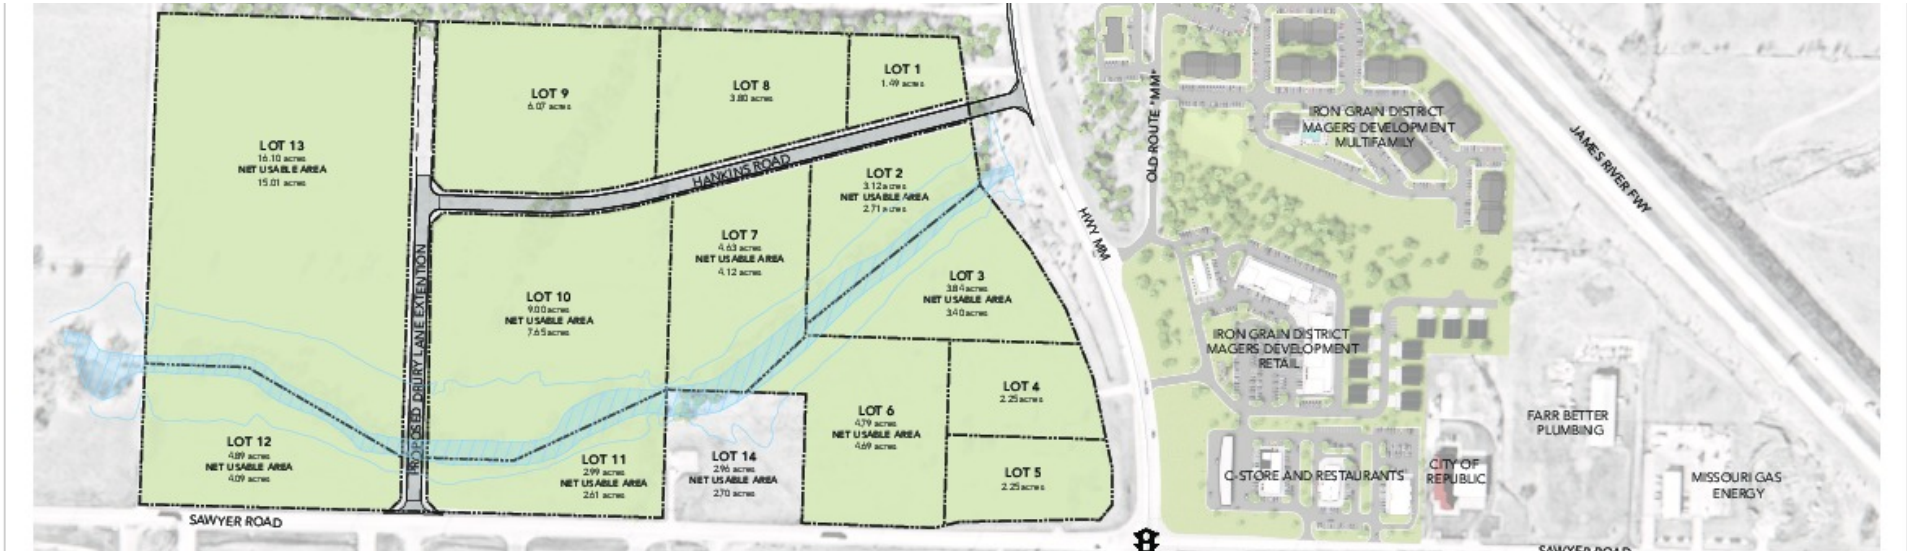 LOT 13
16.10 acres
NET USABLE AREA
15.01 acres
LOT 9
6.07 acres
LOT 8
3.80 acres
LOT 1
1.49 acres
HANKINS ROAD
LOT 2
3.12 acres
NET USABLE AREA
2.71 acres
LOT 7
4.63 acres
NET USABLE AREA
4.12 acres
LOT 3
3.84 acres
NET USABLE AREA
3.40 acres
LOT 10
9.00 acres
NET USABLE AREA
7.65 acres
PROPOSED DRURY LANE EXTENTION
LOT 4
2.25 acres
LOT 6
4.79 acres
NET USABLE AREA
4.69 acres
LOT 12
4.89 acres
NET USABLE AREA
4.09 acres
LOT 11
2.99 acres
NET USABLE AREA
2.61 acres
LOT 14
2.96 acres
NET USABLE AREA
2.70 acres
LOT 5
2.25 acres
SAWYER ROAD
HWY MM
OLD ROUTE "MM"
IRON GRAIN DISTRICT
MAGERS DEVELOPMENT
MULTIFAMILY
JAMES RIVER FWY
IRON GRAIN DISTRICT
MAGERS DEVELOPMENT
RETAIL
C-STORE AND RESTAURANTS
CITY OF
REPUBLIC
FARR BETTER
PLUMBING
MISSOURI GAS
ENERGY
SAWYER ROAD